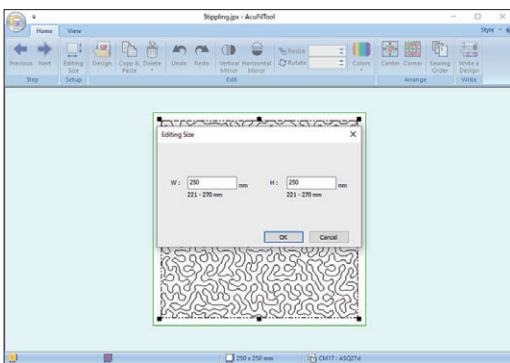 Stippling.jpx - AcuFilTool
Home View Style
Previous Next Editing Size Design Copy & Paste Delete Undo Redo Vertical Mirror Horizontal Mirror Resize Rotate Colors Center Corner Sewing Order Write a Design
Step Setup Edit Arrange Write
Editing Size
W : 250 mm H : 250 mm
221 - 270 mm 221 - 270 mm
OK Cancel
250 x 250 mm CM17 : ASQ27d